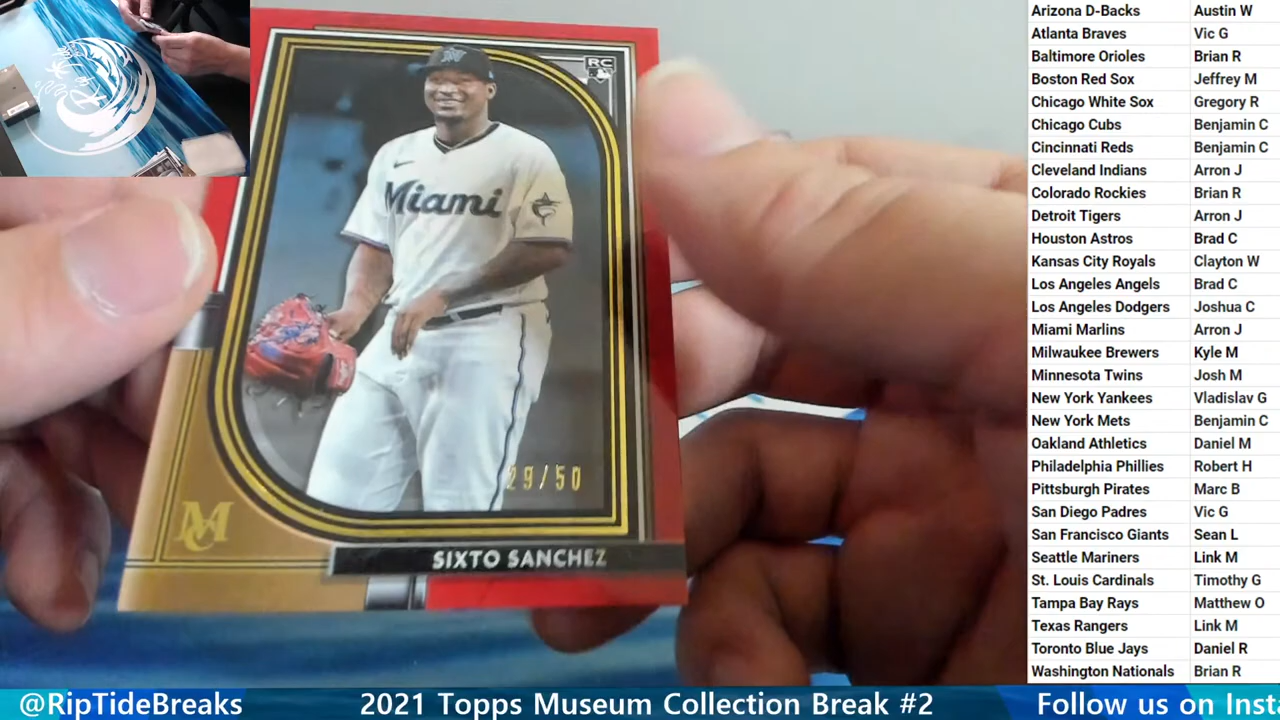 RC
Miami
29/50
M
SIXTO SANCHEZ
Arizona D-Backs Austin W
Atlanta Braves Vic G
Baltimore Orioles Brian R
Boston Red Sox Jeffrey M
Chicago White Sox Gregory R
Chicago Cubs Benjamin C
Cincinnati Reds Benjamin C
Cleveland Indians Arron J
Colorado Rockies Brian R
Detroit Tigers Arron J
Houston Astros Brad C
Kansas City Royals Clayton W
Los Angeles Angels Brad C
Los Angeles Dodgers Joshua C
Miami Marlins Arron J
Milwaukee Brewers Kyle M
Minnesota Twins Josh M
New York Yankees Vladislav G
New York Mets Benjamin C
Oakland Athletics Daniel M
Philadelphia Phillies Robert H
Pittsburgh Pirates Marc B
San Diego Padres Vic G
San Francisco Giants Sean L
Seattle Mariners Link M
St. Louis Cardinals Timothy G
Tampa Bay Rays Matthew O
Texas Rangers Link M
Toronto Blue Jays Daniel R
Washington Nationals Brian R
@RipTideBreaks 2021 Topps Museum Collection Break #2 Follow us on Insta